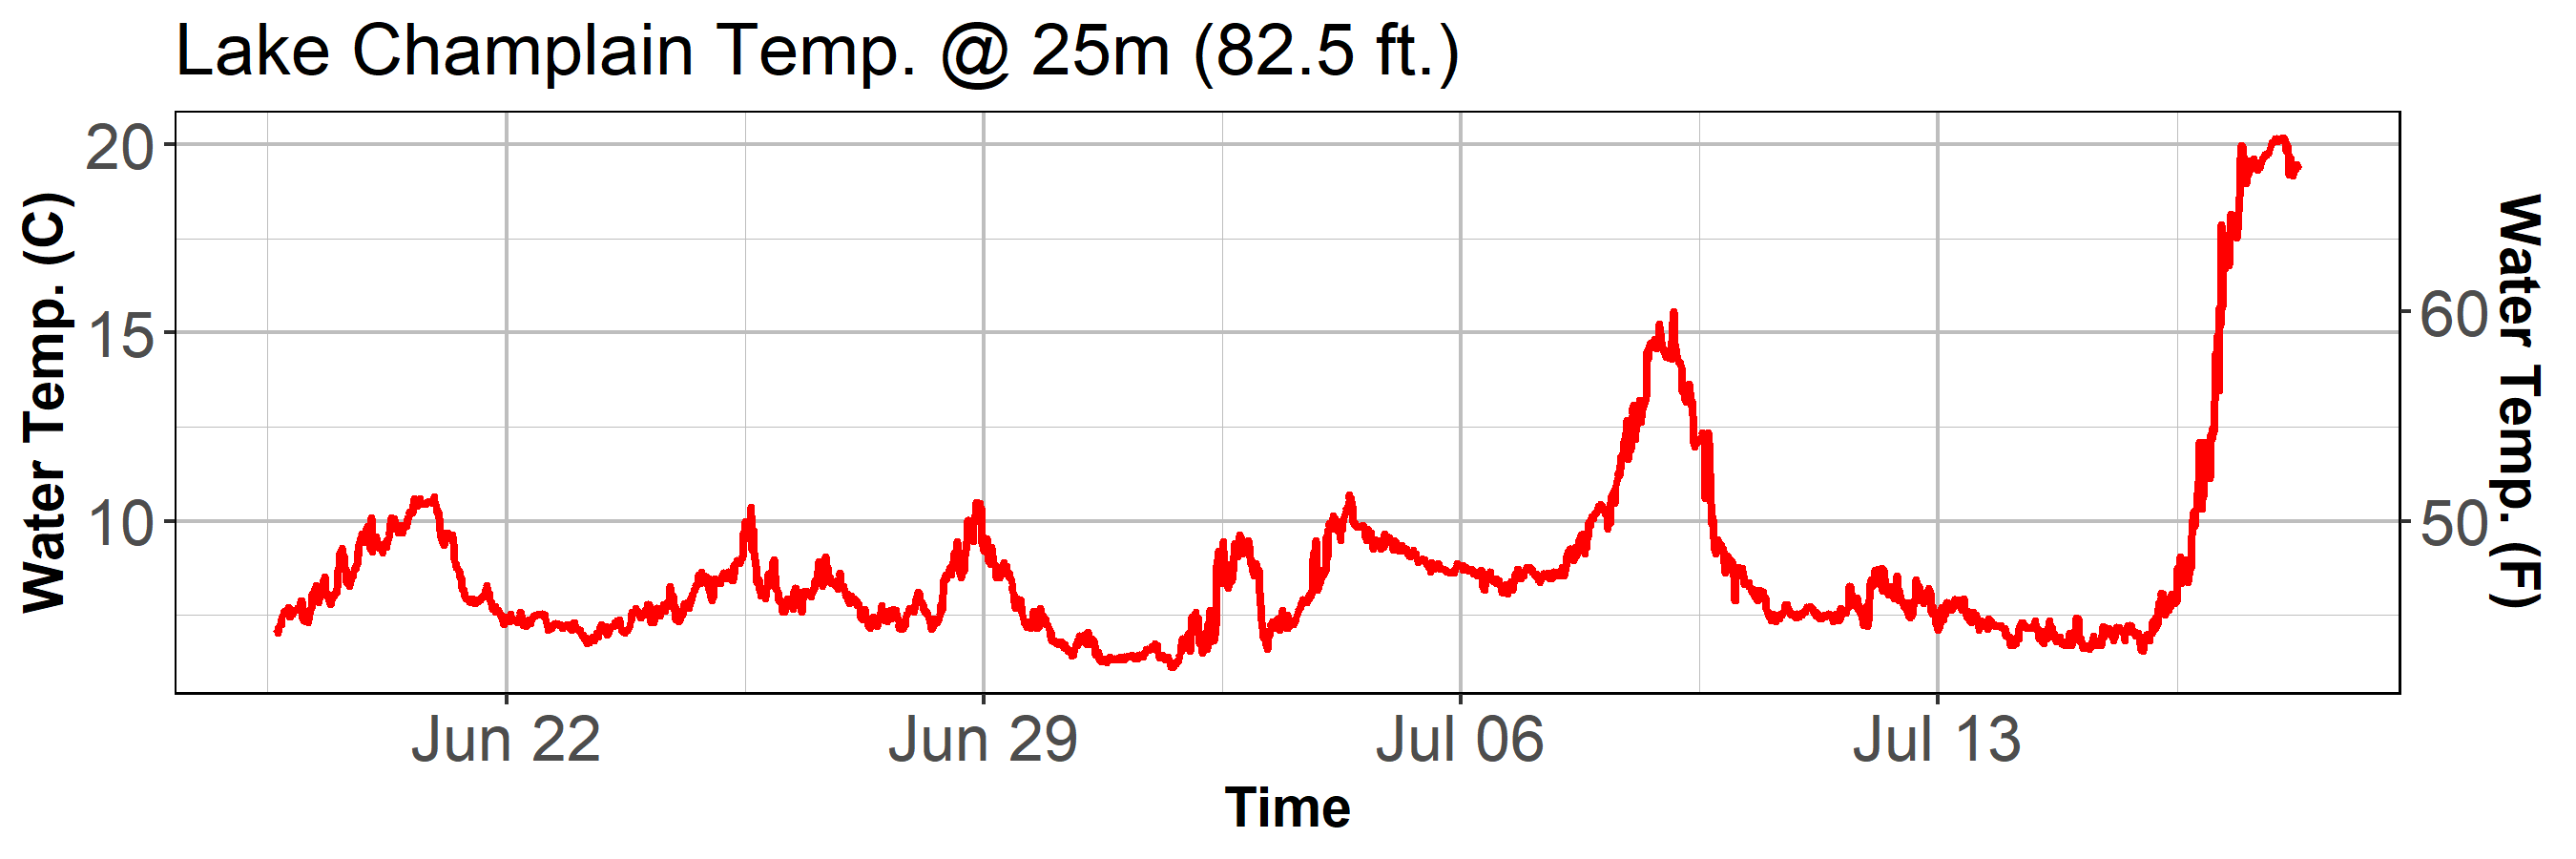 Lake Champlain Temp. @ 25m (82.5 ft.)
Water Temp. (C)
20
15
10
60
50
Water Temp. (F)
Jun 22
Jun 29
Jul 06
Jul 13
Time